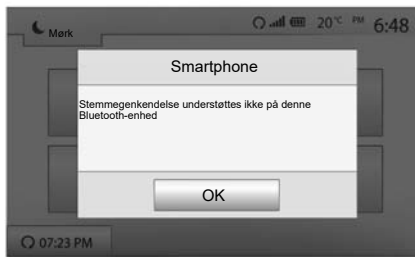 Mørk
20°C PM 6:48
Smartphone
Stemmegenkendelse understøttes ikke på denne
Bluetooth-enhed
OK
07:23 PM